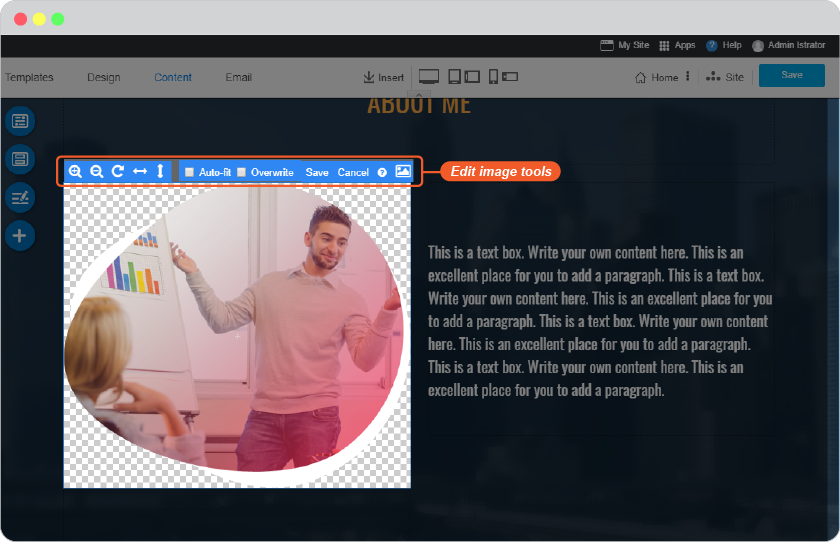 My Site Apps ? Help Admin Istrator
Templates Design Content Email Insert Home Site Save
ABOUT ME
Auto-fit Overwrite Save Cancel ?
Edit image tools
This is a text box. Write your own content here. This is an
excellent place for you to add a paragraph. This is a text box.
Write your own content here. This is an excellent place for you
to add a paragraph. This is a text box. Write your own content
here. This is an excellent place for you to add a paragraph.
This is a text box. Write your own content here. This is an
excellent place for you to add a paragraph.